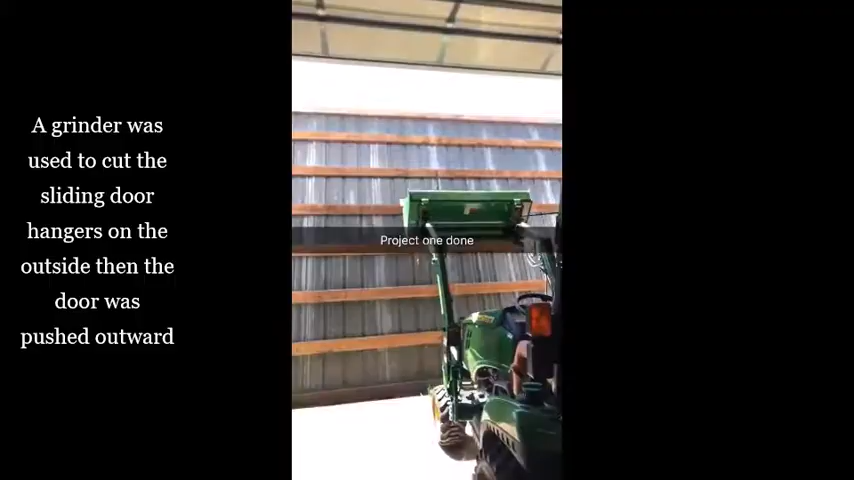 A grinder was
used to cut the
sliding door
hangers on the
outside then the
door was
pushed outward
Project one done